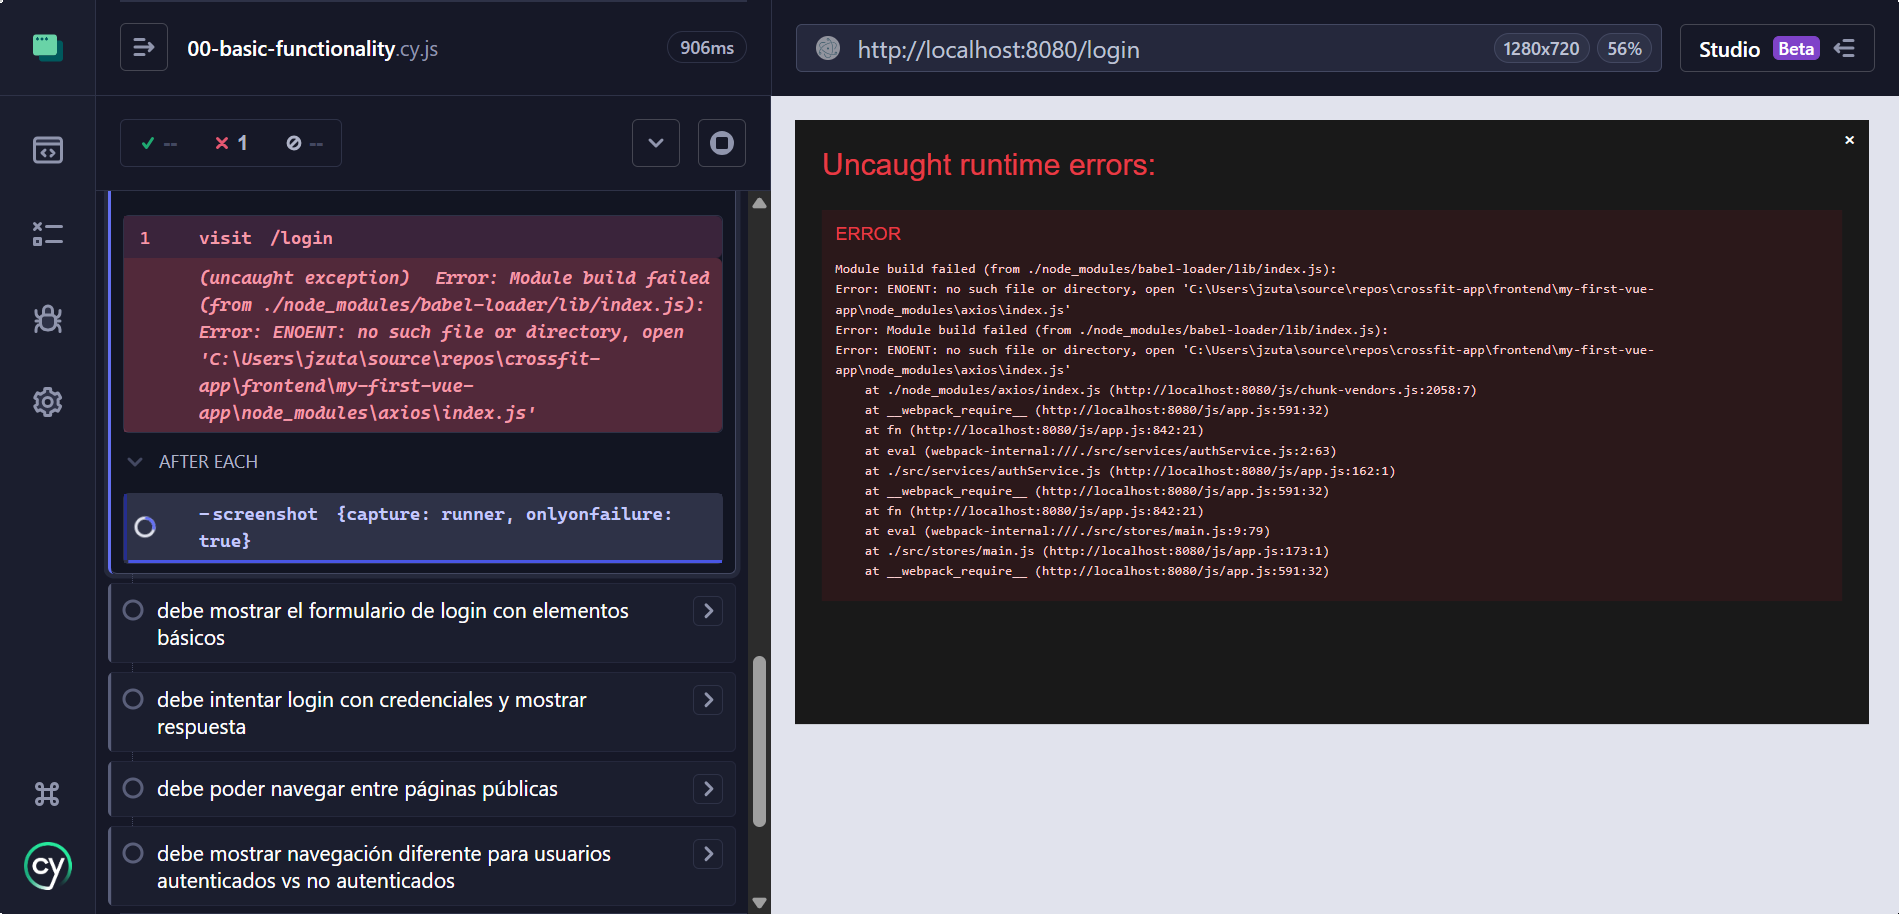 00-basic-functionality.cy.js
906ms
-- 1 --
1 visit /login
(uncaught exception) Error: Module build failed
(from ./node_modules/babel-loader/lib/index.js):
Error: ENOENT: no such file or directory, open
'C:\Users\jzuta\source\repos\crossfit-
app\frontend\my-first-vue-
app\node_modules\axios\index.js'
AFTER EACH
-screenshot {capture: runner, onlyonfailure:
true}
debe mostrar el formulario de login con elementos
básicos
debe intentar login con credenciales y mostrar
respuesta
debe poder navegar entre páginas públicas
debe mostrar navegación diferente para usuarios
autenticados vs no autenticados
cy
http://localhost:8080/login
1280x720
56%
Studio Beta
×
Uncaught runtime errors:
ERROR
Module build failed (from ./node_modules/babel-loader/lib/index.js):
Error: ENOENT: no such file or directory, open 'C:\Users\jzuta\source\repos\crossfit-app\frontend\my-first-vue-
app\node_modules\axios\index.js'
Error: Module build failed (from ./node_modules/babel-loader/lib/index.js):
Error: ENOENT: no such file or directory, open 'C:\Users\jzuta\source\repos\crossfit-app\frontend\my-first-vue-
app\node_modules\axios\index.js'
at ./node_modules/axios/index.js (http://localhost:8080/js/chunk-vendors.js:2058:7)
at __webpack_require__ (http://localhost:8080/js/app.js:591:32)
at fn (http://localhost:8080/js/app.js:842:21)
at eval (webpack-internal:///./src/services/authService.js:2:63)
at ./src/services/authService.js (http://localhost:8080/js/app.js:162:1)
at __webpack_require__ (http://localhost:8080/js/app.js:591:32)
at fn (http://localhost:8080/js/app.js:842:21)
at eval (webpack-internal:///./src/stores/main.js:9:79)
at ./src/stores/main.js (http://localhost:8080/js/app.js:173:1)
at __webpack_require__ (http://localhost:8080/js/app.js:591:32)